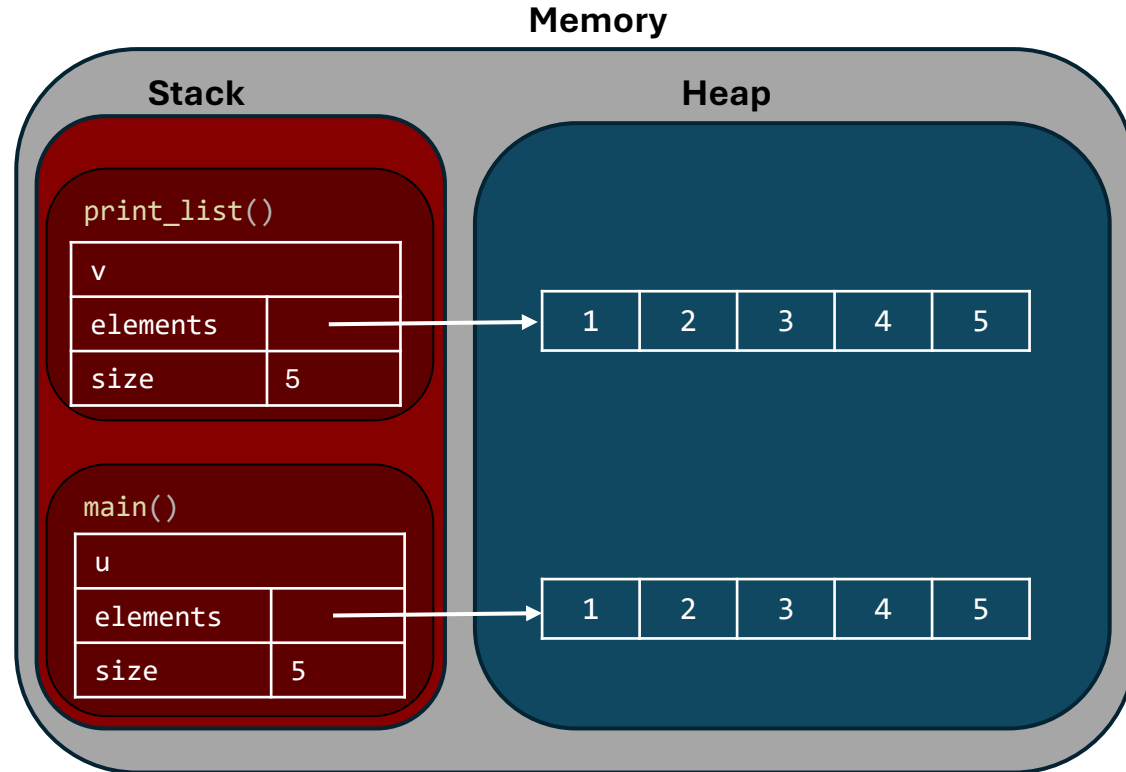 Memory
Stack
Heap
print_list()
v
elements
size 5
1 2 3 4 5
main()
u
elements
size 5
1 2 3 4 5